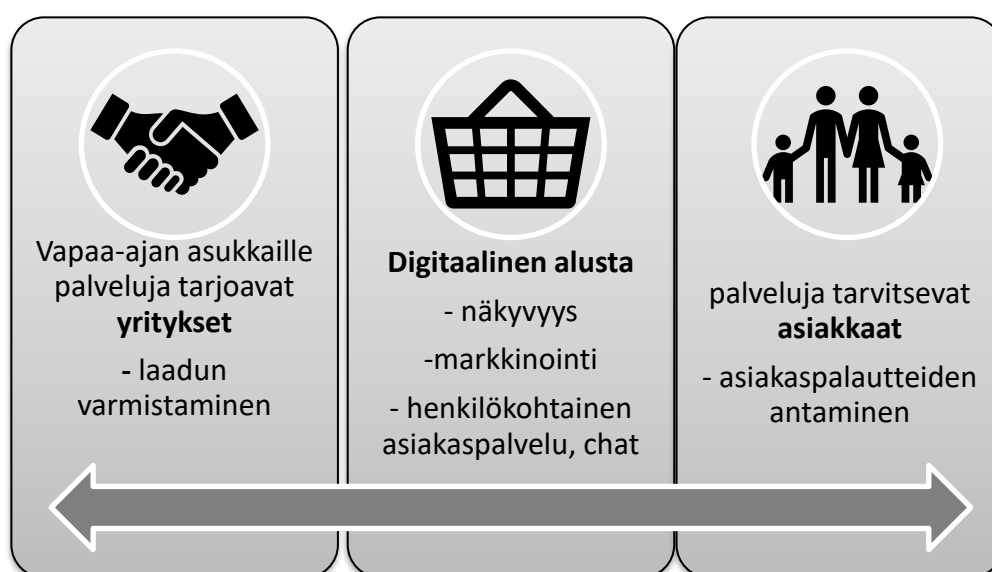 Vapaa-ajan asukkaille
palveluja tarjoavat
yritykset
- laadun
varmistaminen
Digitaalinen alusta
- näkyvyys
-markkinointi
- henkilökohtainen
asiakaspalvelu, chat
palveluja tarvitsevat
asiakkaat
- asiakaspalautteiden
antaminen